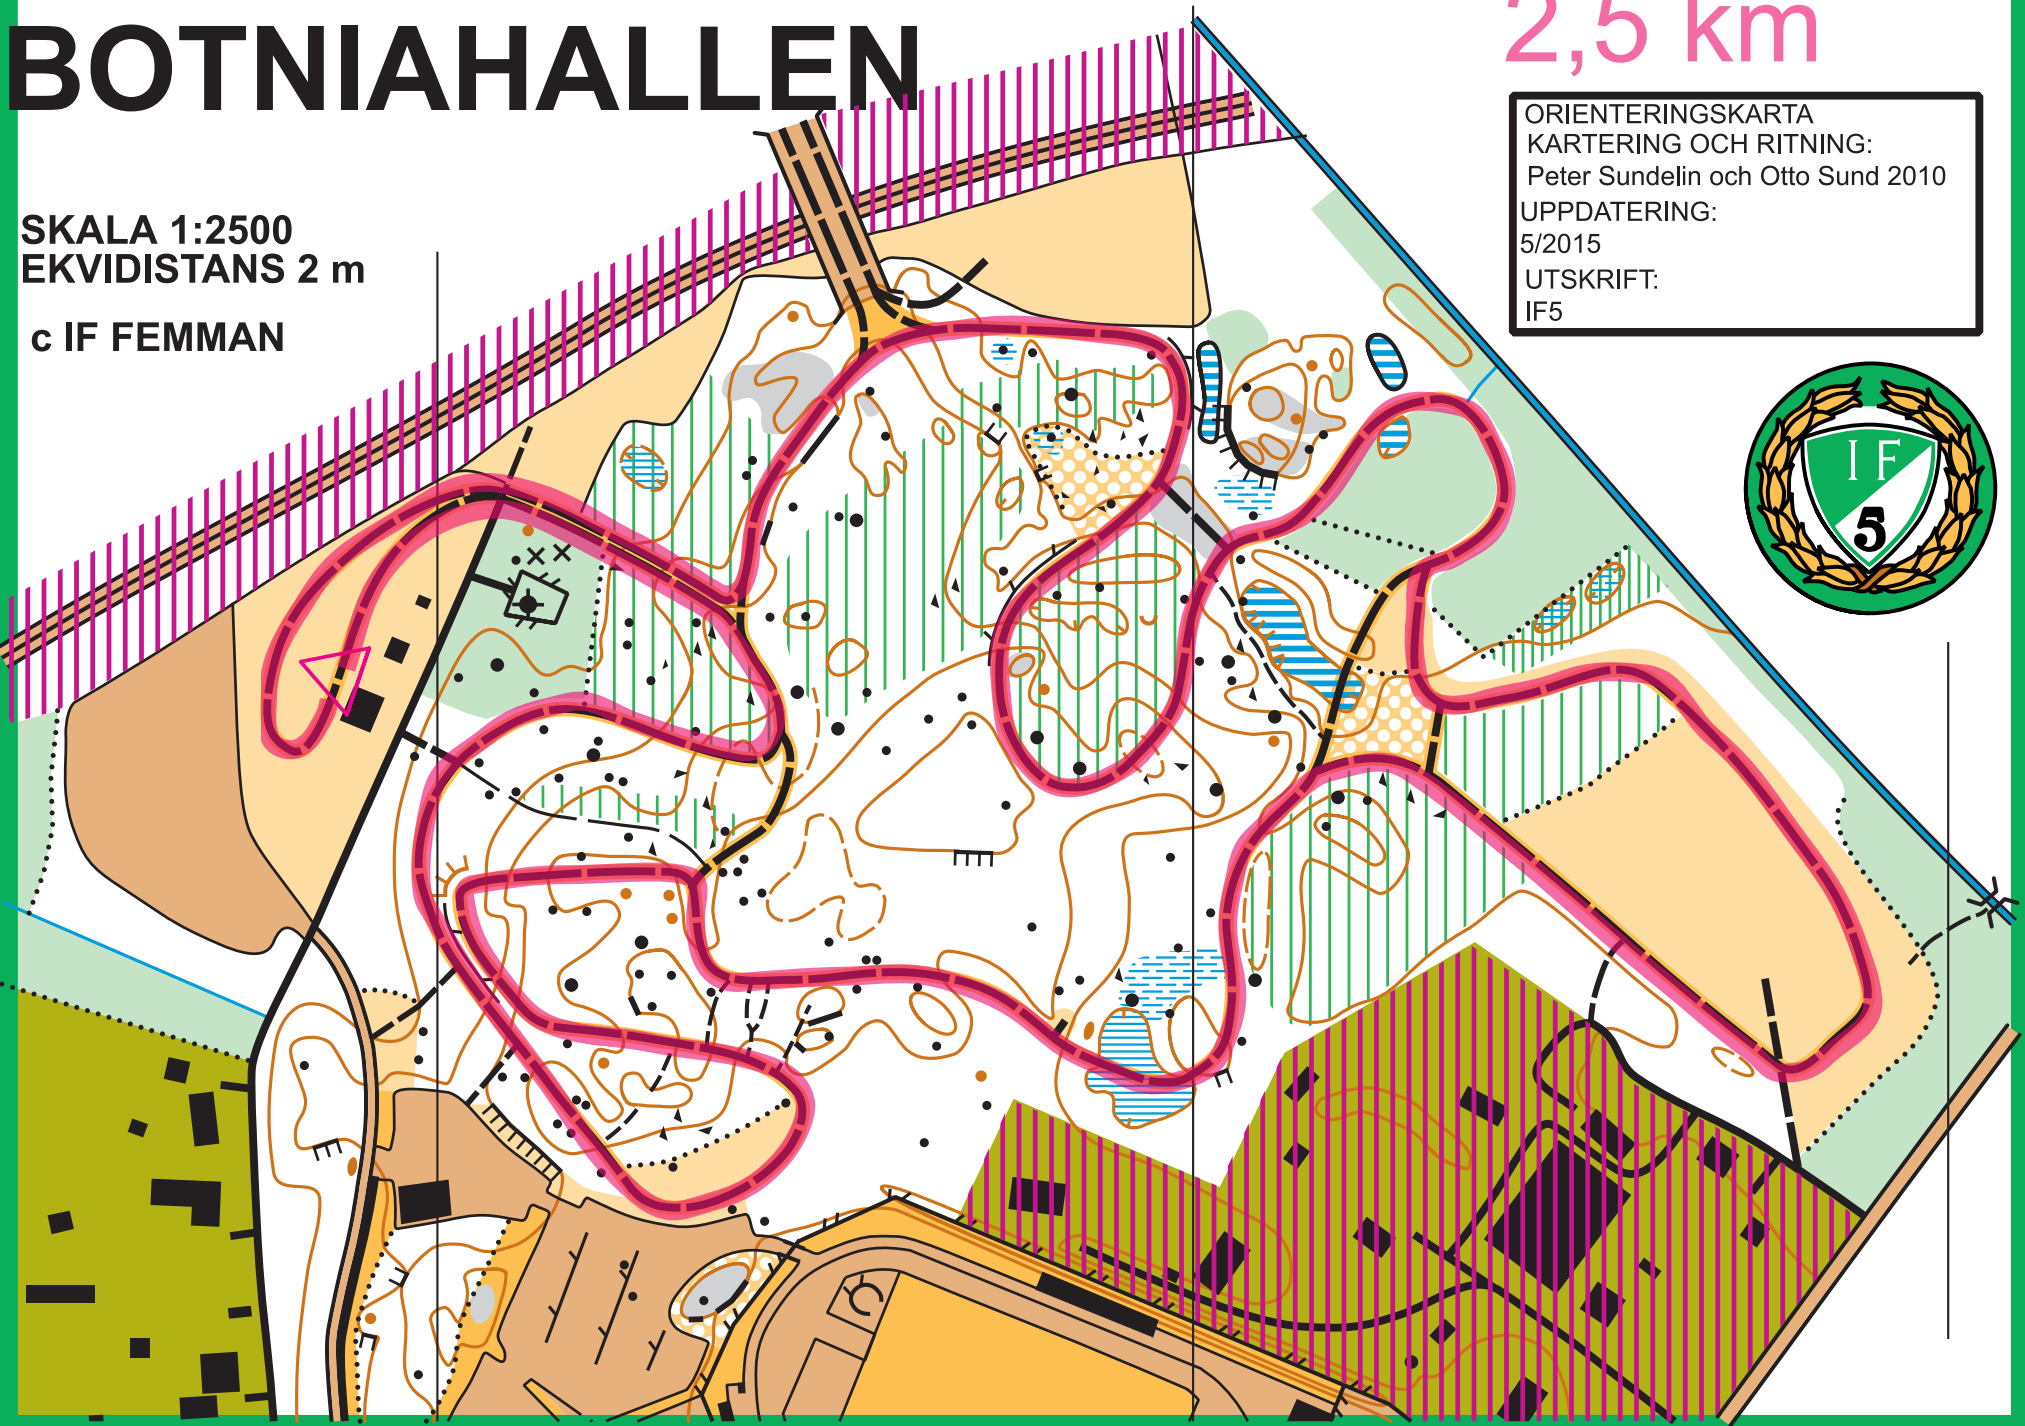 BOTNIAHALLEN
2,5 km
SKALA 1:2500
EKVIDISTANS 2 m
c IF FEMMAN
ORIENTERINGSKARTA
KARTERING OCH RITNING:
Peter Sundelin och Otto Sund 2010
UPPDATERING:
5/2015
UTSKRIFT:
IF5
I F
5